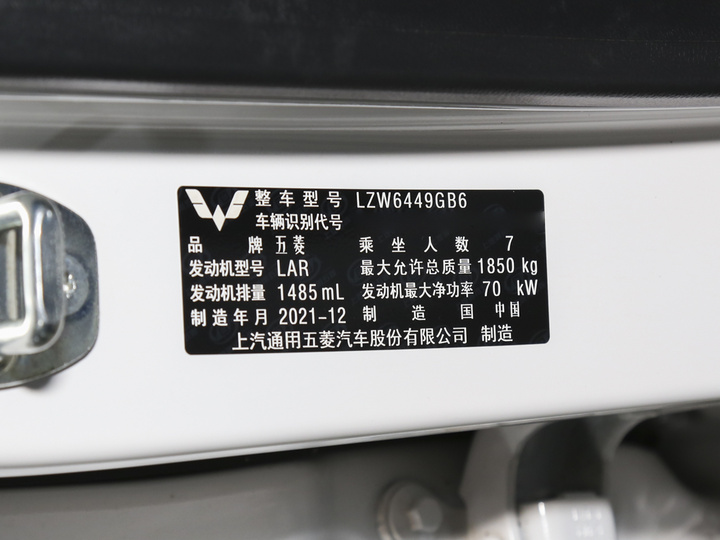 整车型号 LZW6449GB6
车辆识别代号
品牌 五菱 乘坐人数 7
发动机型号 LAR 最大允许总质量 1850 kg
发动机排量 1485 mL 发动机最大净功率 70 kW
制造年月 2021-12 制造国 中国
上汽通用五菱汽车股份有限公司 制造